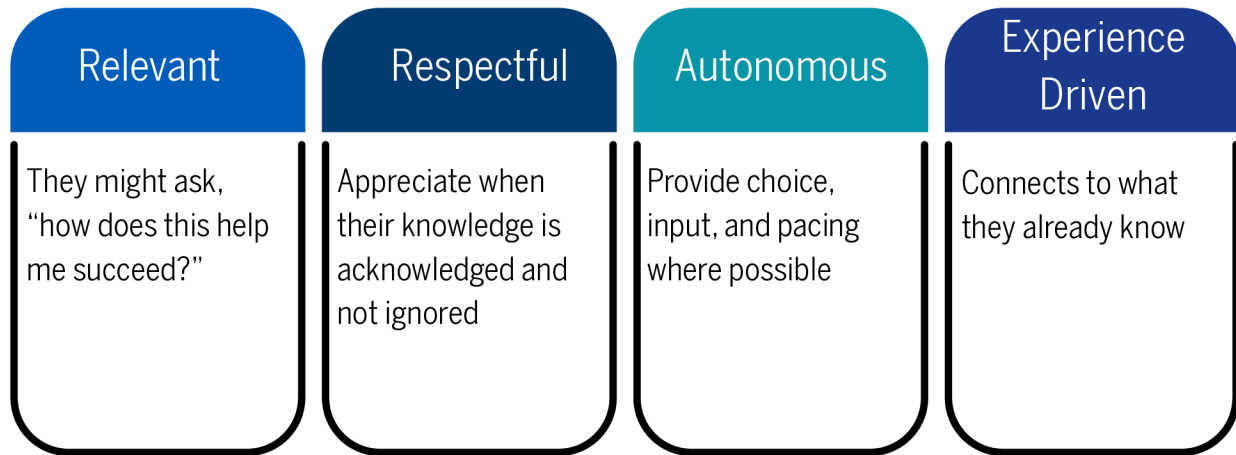 Relevant
They might ask,
“how does this help
me succeed?”
Respectful
Appreciate when
their knowledge is
acknowledged and
not ignored
Autonomous
Provide choice,
input, and pacing
where possible
Experience
Driven
Connects to what
they already know